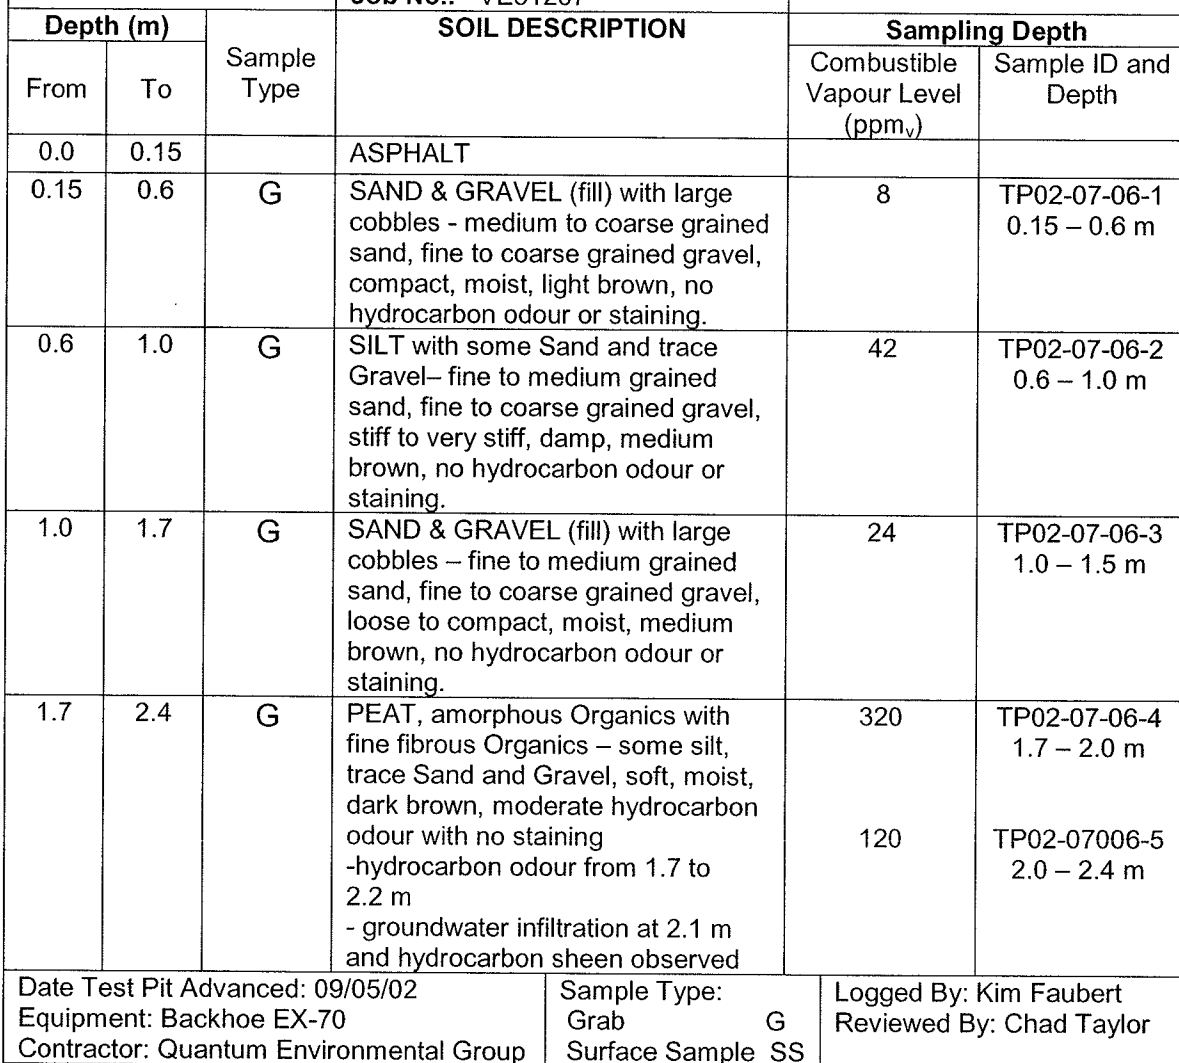 Depth (m)
SOIL DESCRIPTION
Sampling Depth
From
To
Sample
Type
Combustible
Vapour Level
(ppmv)
Sample ID and
Depth
0.0 0.15 ASPHALT
0.15 0.6 G SAND & GRAVEL (fill) with large 8 TP02-07-06-1
cobbles - medium to coarse grained 0.15 – 0.6 m
sand, fine to coarse grained gravel,
compact, moist, light brown, no
hydrocarbon odour or staining.
0.6 1.0 G SILT with some Sand and trace 42 TP02-07-06-2
Gravel– fine to medium grained 0.6 – 1.0 m
sand, fine to coarse grained gravel,
stiff to very stiff, damp, medium
brown, no hydrocarbon odour or
staining.
1.0 1.7 G SAND & GRAVEL (fill) with large 24 TP02-07-06-3
cobbles – fine to medium grained 1.0 – 1.5 m
sand, fine to coarse grained gravel,
loose to compact, moist, medium
brown, no hydrocarbon odour or
staining.
1.7 2.4 G PEAT, amorphous Organics with 320 TP02-07-06-4
fine fibrous Organics – some silt, 1.7 – 2.0 m
trace Sand and Gravel, soft, moist,
dark brown, moderate hydrocarbon
odour with no staining 120 TP02-07006-5
-hydrocarbon odour from 1.7 to 2.0 – 2.4 m
2.2 m
- groundwater infiltration at 2.1 m
and hydrocarbon sheen observed
Date Test Pit Advanced: 09/05/02
Equipment: Backhoe EX-70
Contractor: Quantum Environmental Group
Sample Type:
Grab G
Surface Sample SS
Logged By: Kim Faubert
Reviewed By: Chad Taylor